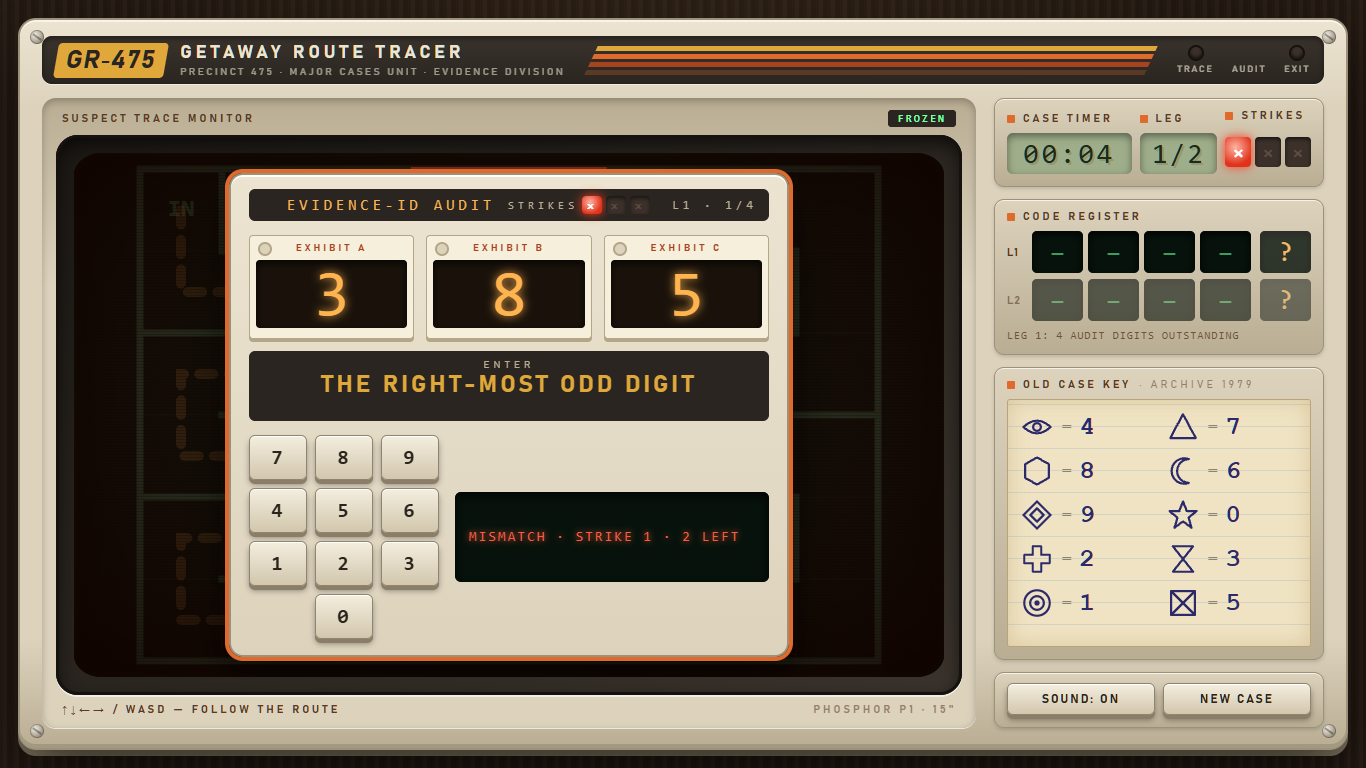 GR-475
GETAWAY ROUTE TRACER
PRECINCT 475 · MAJOR CASES UNIT · EVIDENCE DIVISION
TRACE AUDIT EXIT
SUSPECT TRACE MONITOR
FROZEN
IN
EVIDENCE-ID AUDIT STRIKES × × × L1 · 1/4
EXHIBIT A EXHIBIT B EXHIBIT C
3 8 5
ENTER
THE RIGHT-MOST ODD DIGIT
7 8 9
4 5 6
1 2 3
0
MISMATCH · STRIKE 1 · 2 LEFT
↑↓←→ / WASD — FOLLOW THE ROUTE
PHOSPHOR P1 · 15"
CASE TIMER LEG STRIKES
00:04 1/2 × × ×
CODE REGISTER
L1 – – – – ?
L2 – – – – ?
LEG 1: 4 AUDIT DIGITS OUTSTANDING
OLD CASE KEY · ARCHIVE 1979
= 4 = 7
= 8 = 6
= 9 = 0
= 2 = 3
= 1 = 5
SOUND: ON NEW CASE